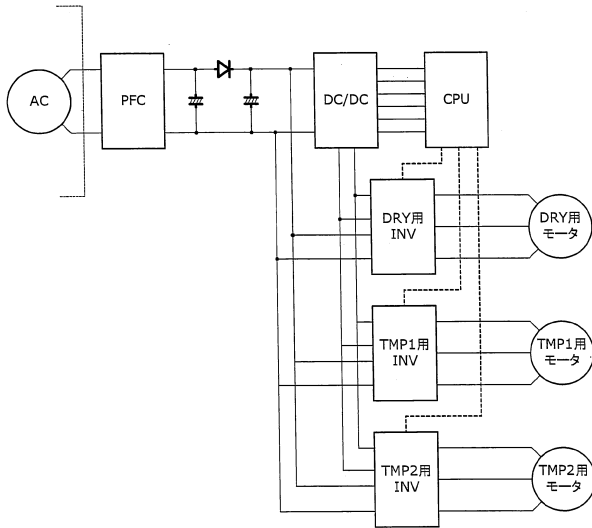 AC
PFC
DC/DC
CPU
DRY用
INV
DRY用
モータ
TMP1用
INV
TMP1用
モータ
TMP2用
INV
TMP2用
モータ